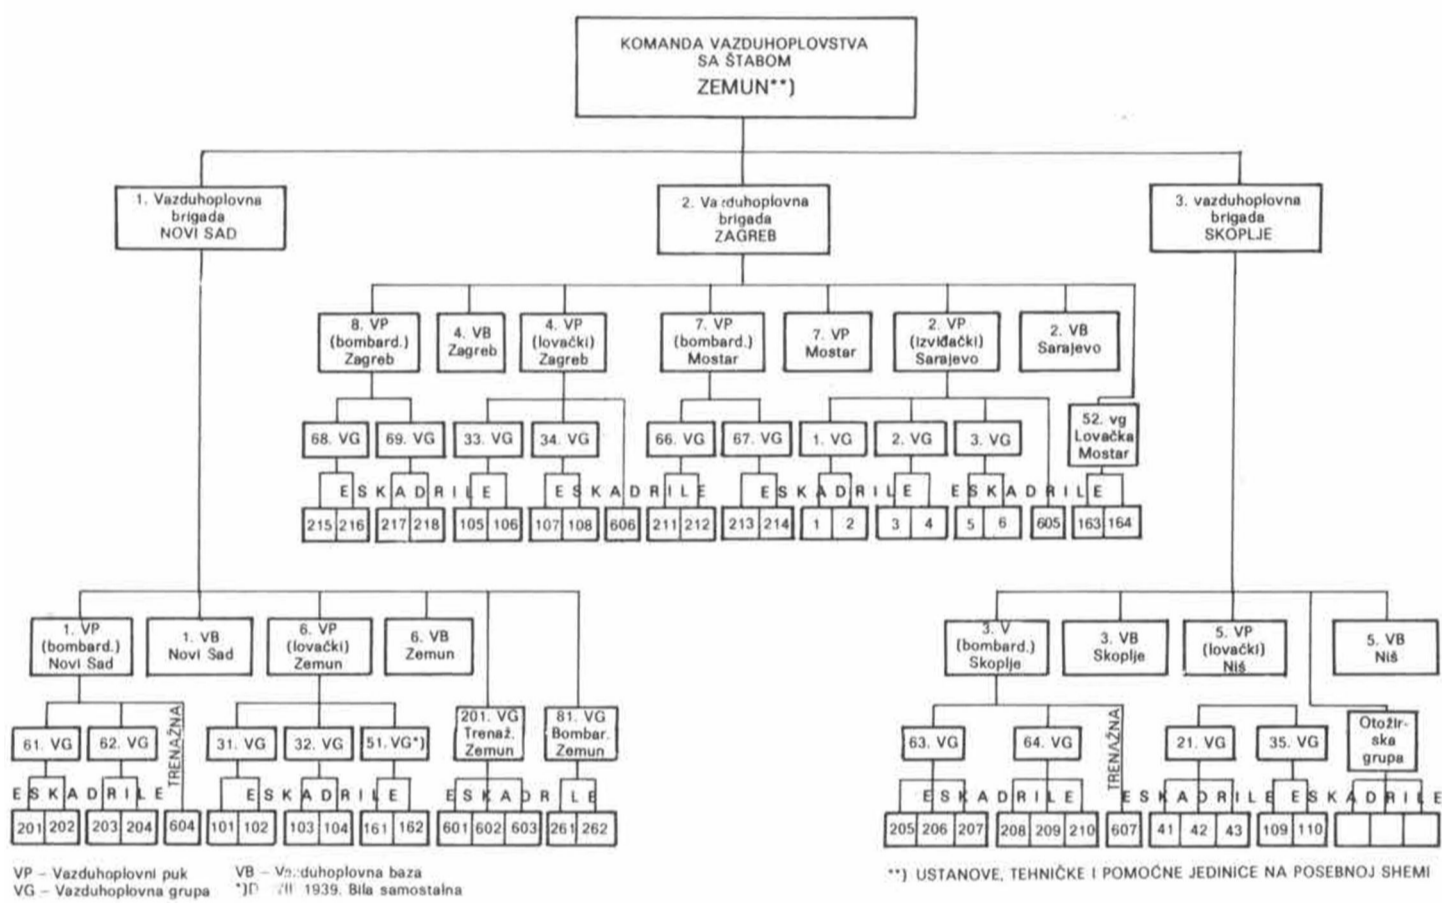 KOMANDA VAZDUHOPLOVSTVA
SA ŠTABOM
ZEMUN**)
1. Vazduhoplovna
brigada
NOVI SAD
2. Vazduhoplovna
brigada
ZAGREB
3. vazduhoplovna
brigada
SKOPLJE
8. VP
(bombard.)
Zagreb
4. VB
Zagreb
4. VP
(lovački)
Zagreb
7. VP
(bombard.)
Mostar
7. VP
Mostar
2. VP
(izviđački)
Sarajevo
2. VB
Sarajevo
68. VG
69. VG
33. VG
34. VG
66. VG
67. VG
1. VG
2. VG
3. VG
52. vg
Lovačka
Mostar
ESKADRILE ESKADRILE ESKADRILE ESKADRILE
215 216 217 218 105 106 107 108 606 211 212 213 214 1 2 3 4 5 6 605 163 164
1. VP
(bombard.)
Novi Sad
1. VB
Novi Sad
6. VP
(lovački)
Zemun
6. VB
Zemun
61. VG
62. VG
TRENAŽNA
31. VG
32. VG
51. VG*)
201. VG
Trenaž.
Zemun
81. VG
Bombar.
Zemun
ESKADRILE ESKADRILE ESKADR LE
201 202 203 204 604 101 102 103 104 161 162 601 602 603 261 262
3. V
(bombard.)
Skoplje
3. VB
Skoplje
5. VP
(lovački)
Niš
5. VB
Niš
63. VG
64. VG
TRENAŽNA
21. VG
35. VG
Otožir-
ska
grupa
ESKADRILE ESKADRILE ESKADRILE
205 206 207 208 209 210 607 41 42 43 109 110
VP – Vazduhoplovni puk VB – Vazduhoplovna baza
VG – Vazduhoplovna grupa 1939. Bila samostalna
**) USTANOVE, TEHNIČKE I POMOĆNE JEDINICE NA POSEBNOJ SHEMI